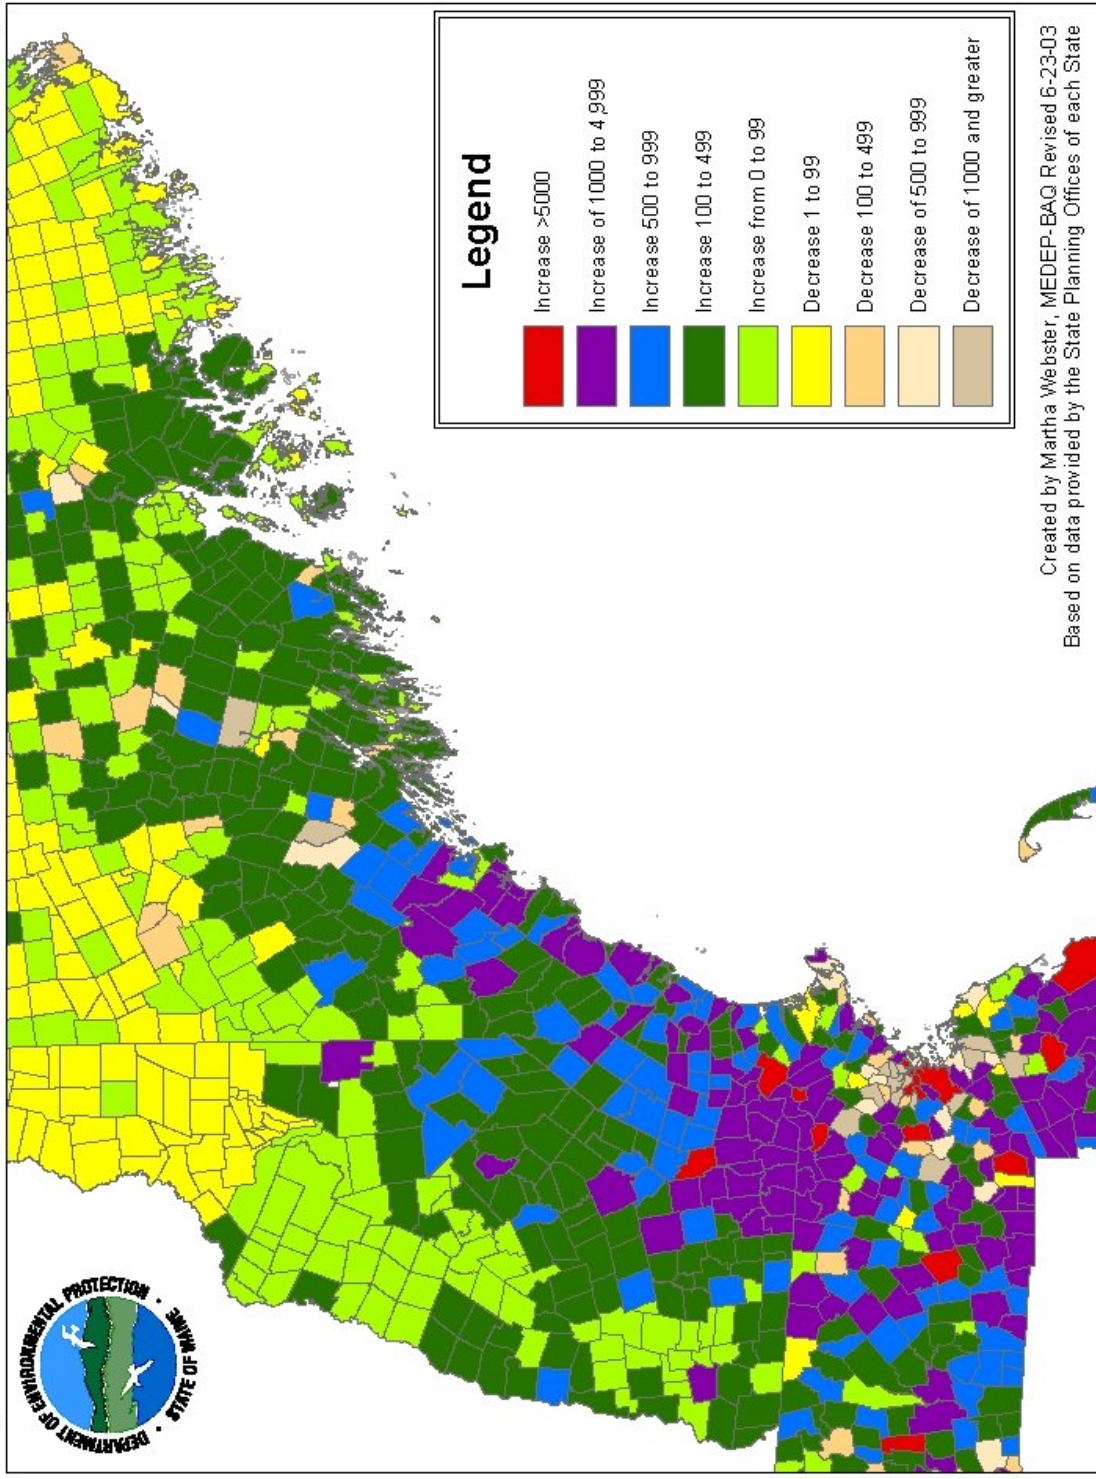 DEPARTMENT OF ENVIRONMENTAL PROTECTION
• STATE OF MAINE •
Legend
Increase >5000
Increase of 1000 to 4,999
Increase 500 to 999
Increase 100 to 499
Increase from 0 to 99
Decrease 1 to 99
Decrease 100 to 499
Decrease of 500 to 999
Decrease of 1000 and greater
Created by Martha Webster, MEDEP-BAQ Revised 6-23-03
Based on data provided by the State Planning Offices of each State